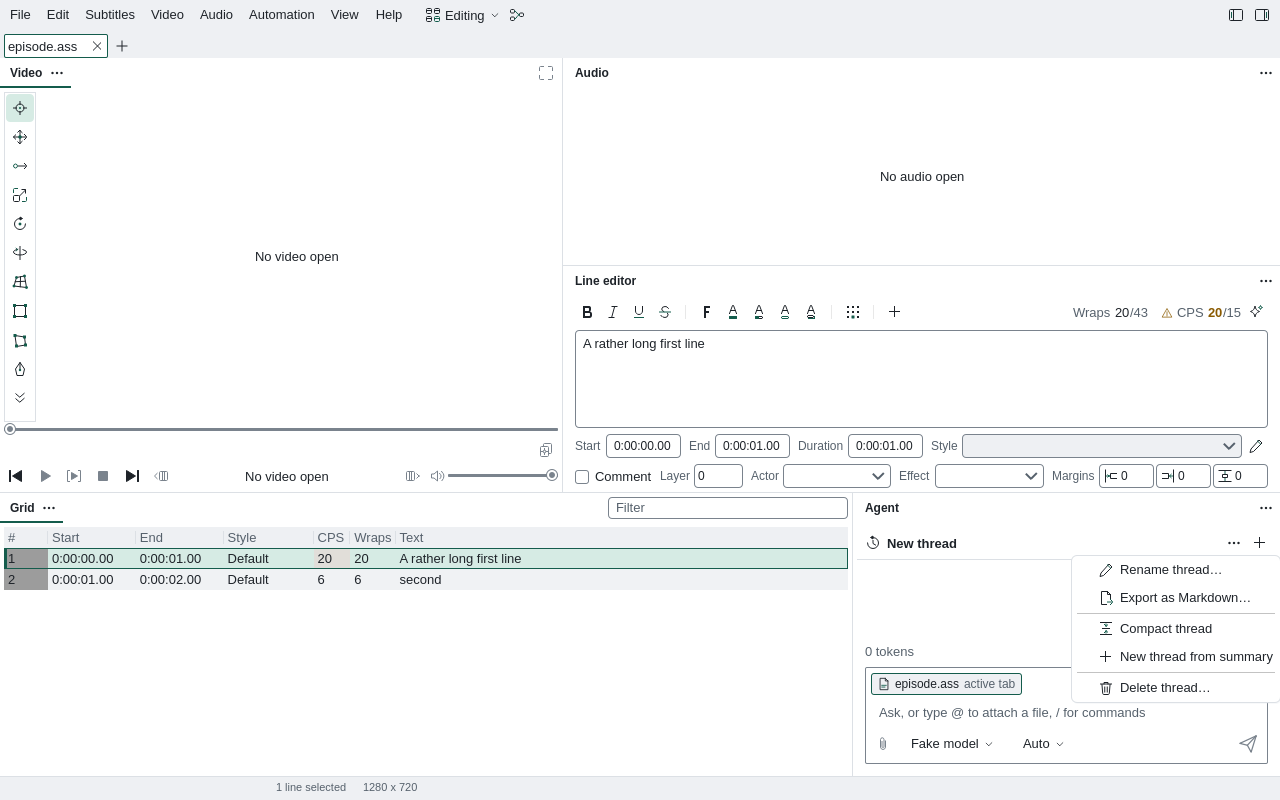 File Edit Subtitles Video Audio Automation View Help Editing
episode.ass
Video
Audio
No video open
No audio open
Line editor
B I U S F A A A A Wraps 20/43 CPS 20/15
A rather long first line
Start 0:00:00.00 End 0:00:01.00 Duration 0:00:01.00 Style
Comment Layer 0 Actor Effect Margins 0 0 0
No video open
Grid
Filter
# Start End Style CPS Wraps Text
1 0:00:00.00 0:00:01.00 Default 20 20 A rather long first line
2 0:00:01.00 0:00:02.00 Default 6 6 second
Agent
New thread
Rename thread…
Export as Markdown…
Compact thread
New thread from summary
Delete thread…
0 tokens
episode.ass active tab
Ask, or type @ to attach a file, / for commands
Fake model Auto
1 line selected 1280 x 720